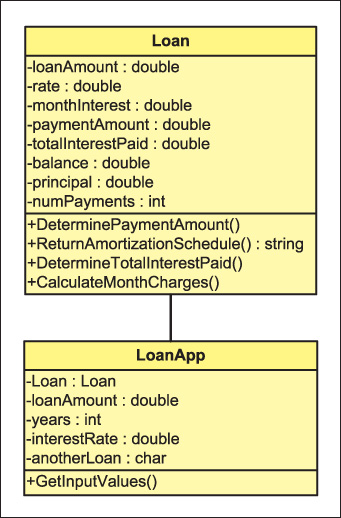 Loan
-loanAmount : double
-rate : double
-monthInterest : double
-paymentAmount : double
-totalInterestPaid : double
-balance : double
-principal : double
-numPayments : int
+DeterminePaymentAmount()
+ReturnAmortizationSchedule() : string
+DetermineTotalInterestPaid()
+CalculateMonthCharges()
LoanApp
-Loan : Loan
-loanAmount : double
-years : int
-interestRate : double
-anotherLoan : char
+GetInputValues()